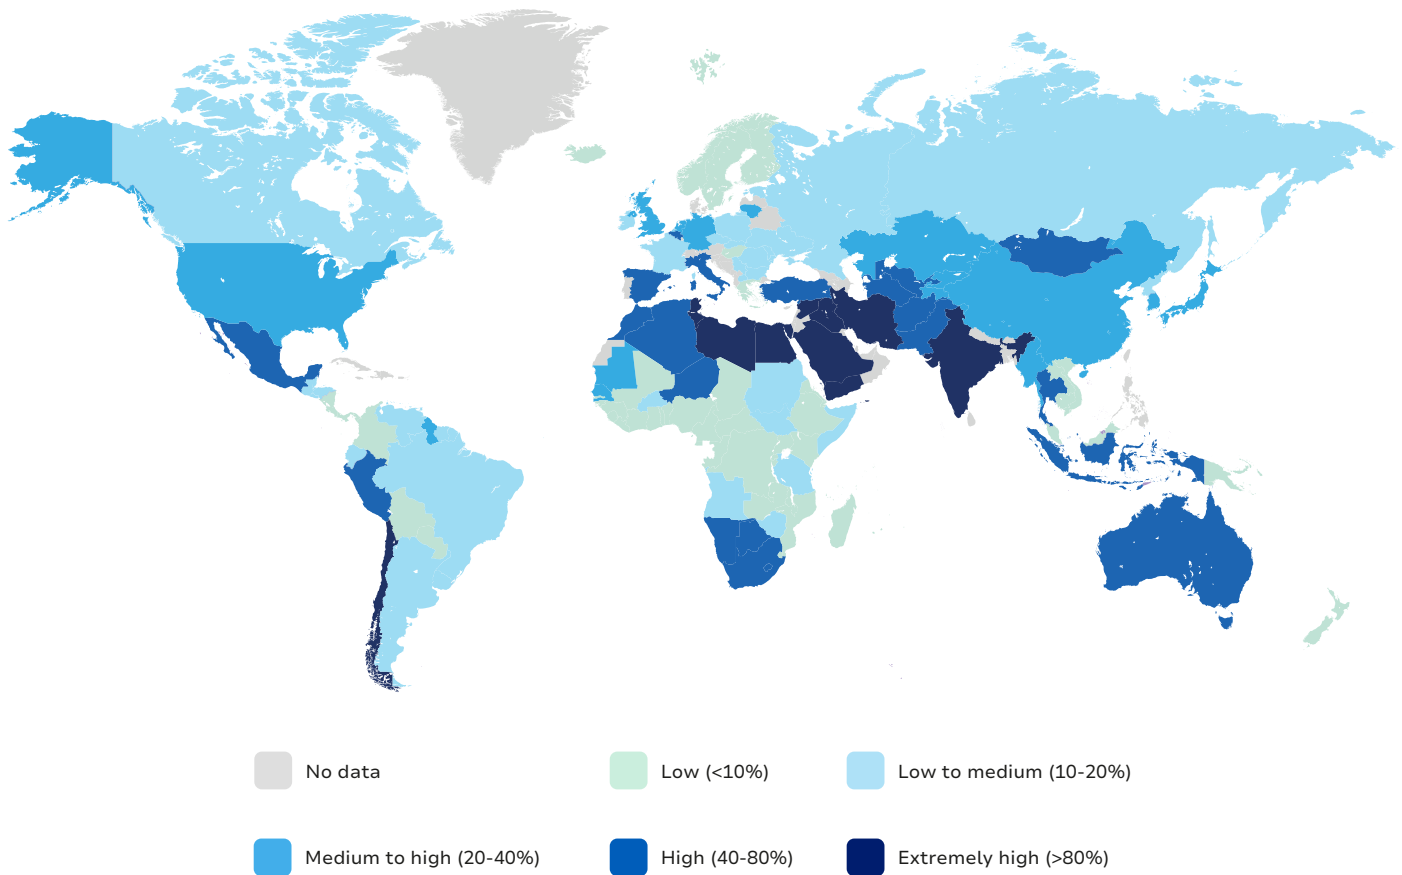 No data
Low (<10%)
Low to medium (10-20%)
Medium to high (20-40%)
High (40-80%)
Extremely high (>80%)